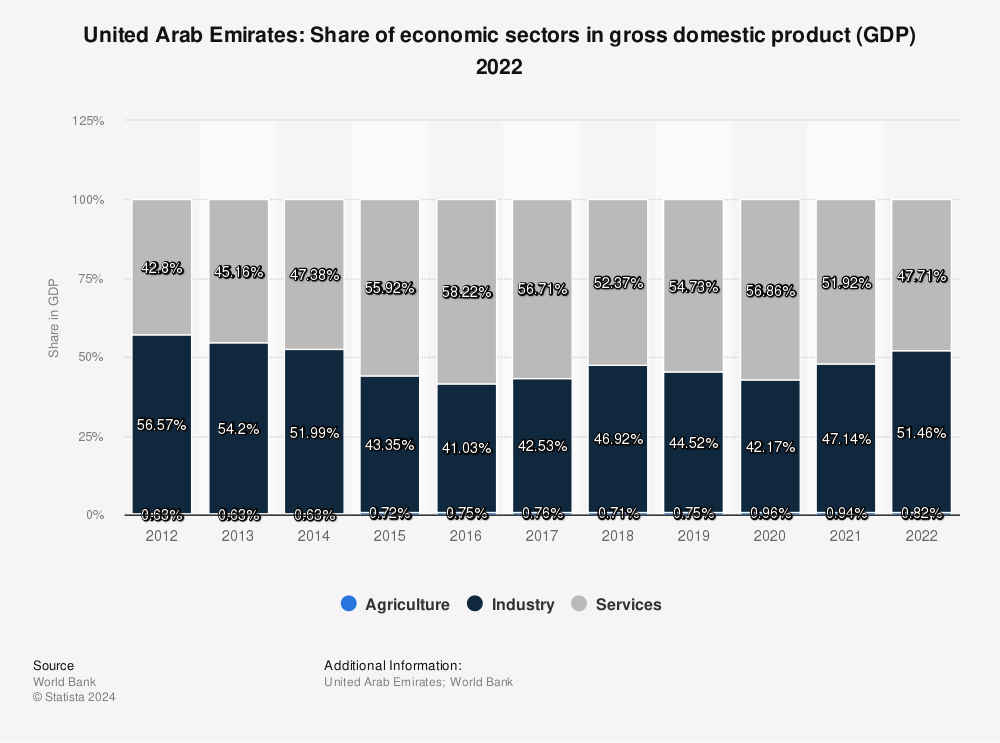 United Arab Emirates: Share of economic sectors in gross domestic product (GDP)
2022
125%
100%
75%
50%
25%
0%
Share in GDP
42.8% 45.16% 47.38% 55.92% 58.22% 56.71% 52.37% 54.73% 56.86% 51.92% 47.71%
56.57% 54.2% 51.99% 43.35% 41.03% 42.53% 46.92% 44.52% 42.17% 47.14% 51.46%
0.63% 0.63% 0.63% 0.72% 0.75% 0.76% 0.71% 0.75% 0.96% 0.94% 0.82%
2012 2013 2014 2015 2016 2017 2018 2019 2020 2021 2022
Agriculture Industry Services
Source
World Bank
© Statista 2024
Additional Information:
United Arab Emirates; World Bank